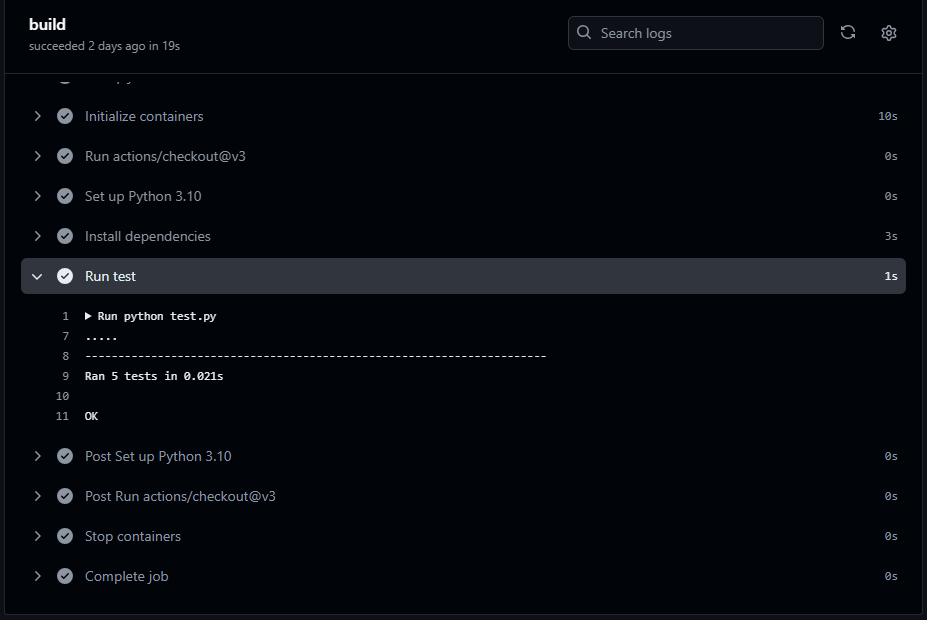 build
succeeded 2 days ago in 19s
Search logs
Initialize containers 10s
Run actions/checkout@v3 0s
Set up Python 3.10 0s
Install dependencies 3s
Run test 1s
1 Run python test.py
7 .....
8 ----------------------------------------------------------------------
9 Ran 5 tests in 0.021s
10
11 OK
Post Set up Python 3.10 0s
Post Run actions/checkout@v3 0s
Stop containers 0s
Complete job 0s